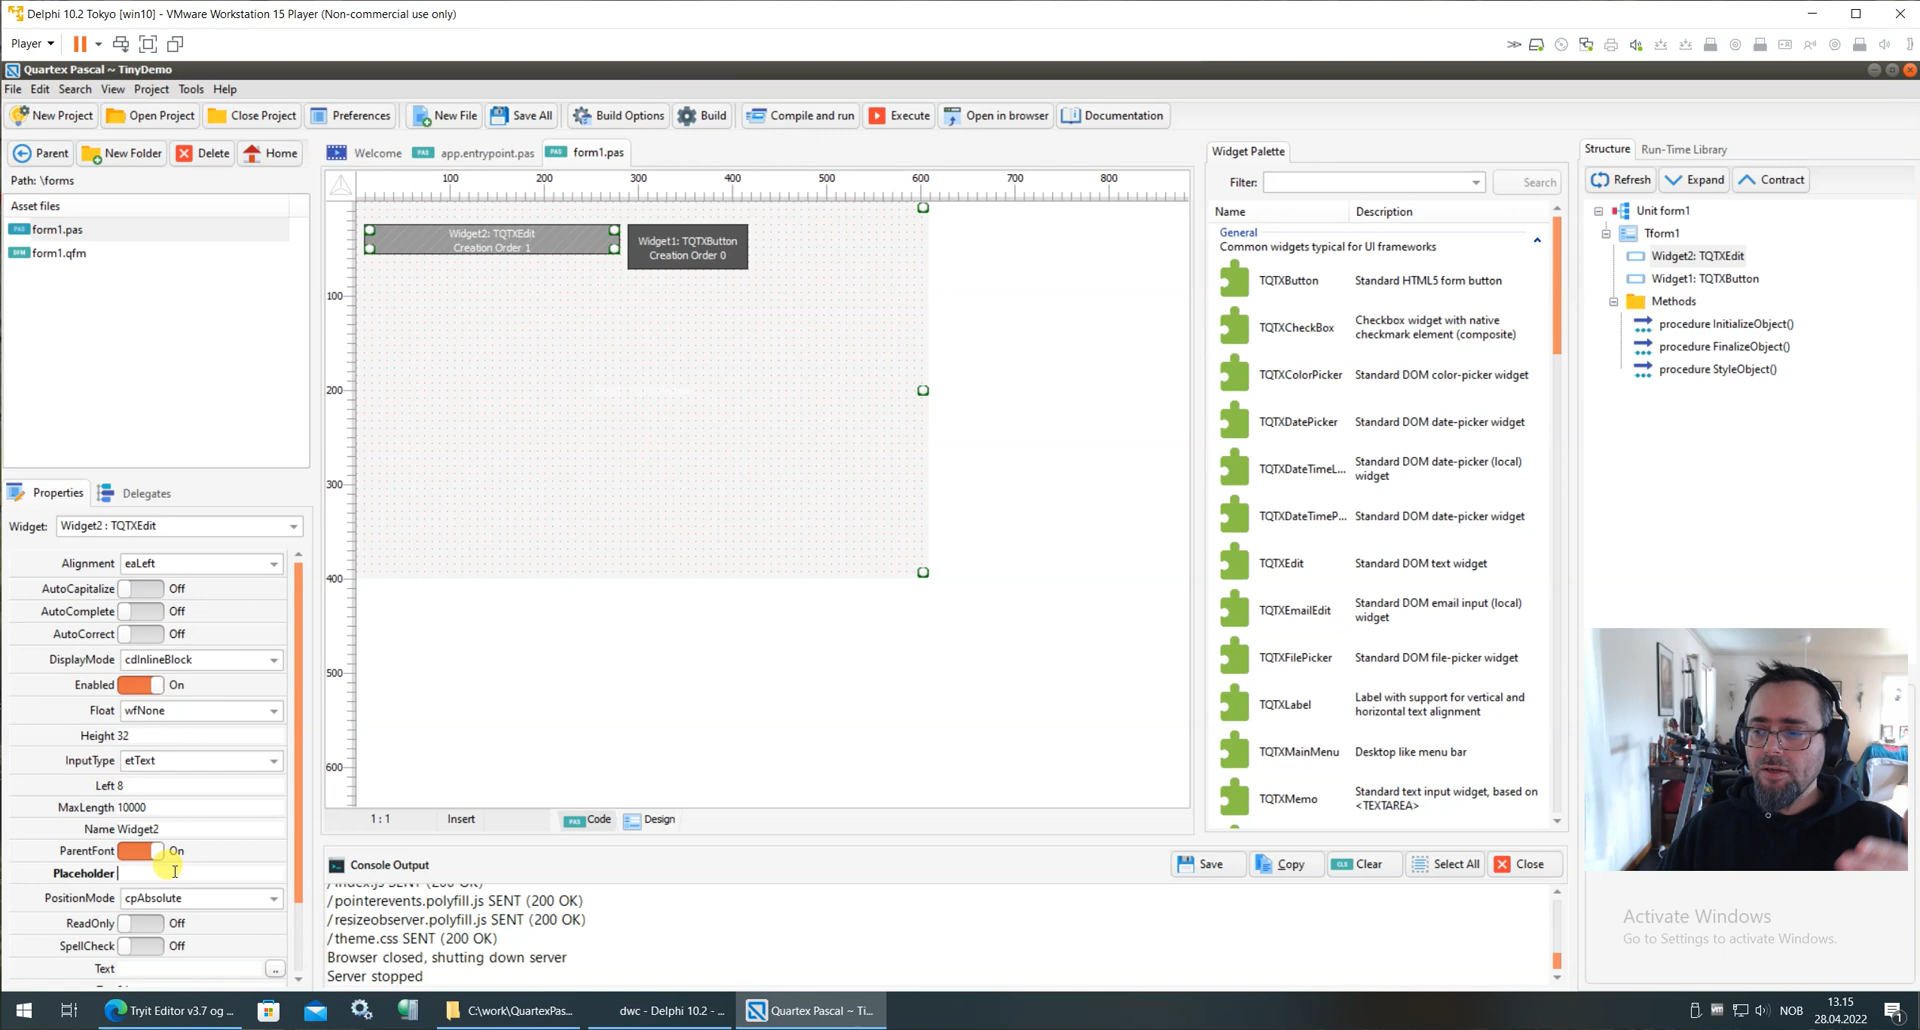 Delphi 10.2 Tokyo [win10] - VMware Workstation 15 Player (Non-commercial use only)
Player
Quartex Pascal ~ TinyDemo
File Edit Search View Project Tools Help
New Project Open Project Close Project Preferences New File Save All Build Options Build Compile and run Execute Open in browser Documentation
Parent New Folder Delete Home
Path: \forms
Asset files
form1.pas
form1.qfm
Welcome app.entrypoint.pas form1.pas
100 200 300 400 500 600 700 800
100
200
300
400
500
600
Widget2: TQTXEdit
Creation Order 1
Widget1: TQTXButton
Creation Order 0
1:1 Insert Code Design
Properties Delegates
Widget: Widget2 : TQTXEdit
Alignment eaLeft
AutoCapitalize Off
AutoComplete Off
AutoCorrect Off
DisplayMode cdInlineBlock
Enabled On
Float wfNone
Height 32
InputType etText
Left 8
MaxLength 10000
Name Widget2
ParentFont On
Placeholder
PositionMode cpAbsolute
ReadOnly Off
SpellCheck Off
Text ..
Widget Palette
Filter: Search
Name Description
General
Common widgets typical for UI frameworks
TQTXButton Standard HTML5 form button
TQTXCheckBox Checkbox widget with native
checkmark element (composite)
TQTXColorPicker Standard DOM color-picker widget
TQTXDatePicker Standard DOM date-picker widget
TQTXDateTimeL... Standard DOM date-picker (local)
widget
TQTXDateTimeP... Standard DOM date-picker widget
TQTXEdit Standard DOM text widget
TQTXEmailEdit Standard DOM email input (local)
widget
TQTXFilePicker Standard DOM file-picker widget
TQTXLabel Label with support for vertical and
horizontal text alignment
TQTXMainMenu Desktop like menu bar
TQTXMemo Standard text input widget, based on
<TEXTAREA>
Structure Run-Time Library
Refresh Expand Contract
Unit form1
Tform1
Widget2: TQTXEdit
Widget1: TQTXButton
Methods
procedure InitializeObject()
procedure FinalizeObject()
procedure StyleObject()
Console Output Save Copy Clear Select All Close
/index.js SENT (200 OK)
/pointerevents.polyfill.js SENT (200 OK)
/resizeobserver.polyfill.js SENT (200 OK)
/theme.css SENT (200 OK)
Browser closed, shutting down server
Server stopped
Activate Windows
Go to Settings to activate Windows.
Tryit Editor v3.7 og ... C:\work\QuartexPas... dwc - Delphi 10.2 - ... Quartex Pascal ~ Ti...
NOB
13.15
28.04.2022